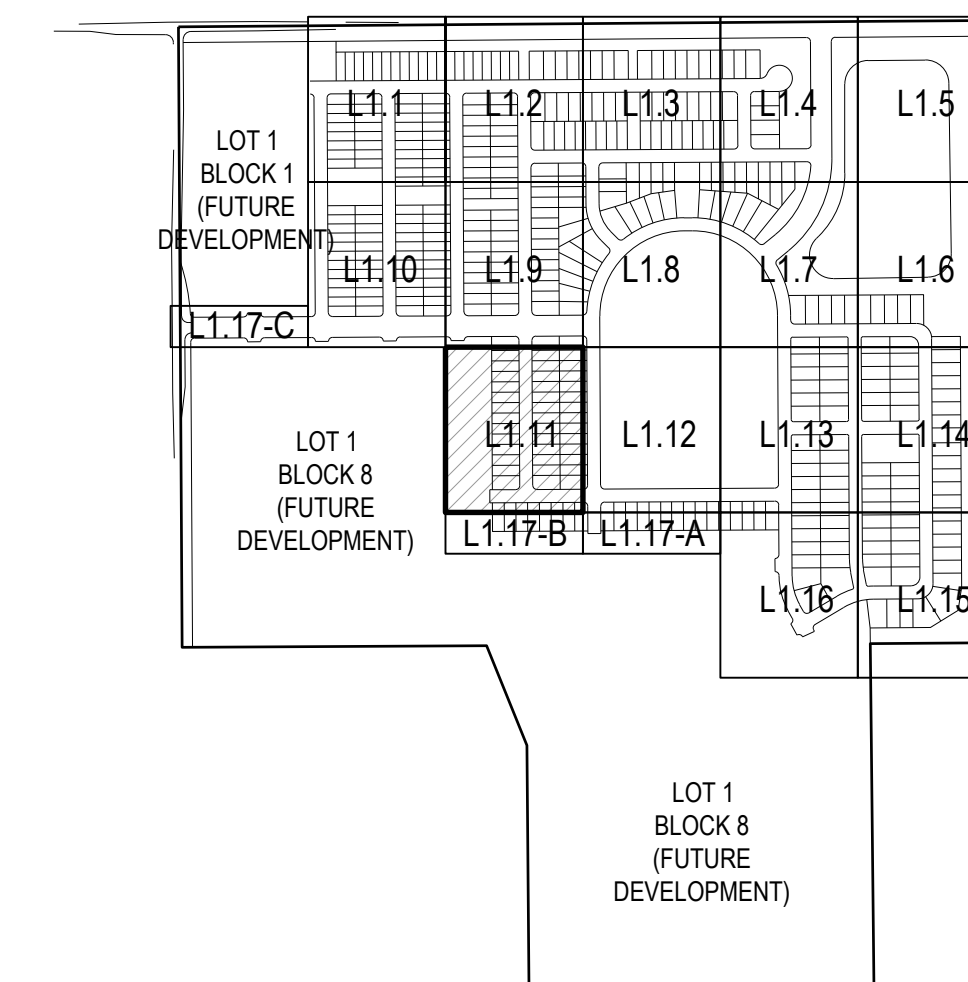 L1.1
L1.2
L1.3
L1.4
L1.5
LOT 1
BLOCK 1
(FUTURE
DEVELOPMENT)
L1.10
L1.9
L1.8
L1.7
L1.6
L1.17-C
LOT 1
BLOCK 8
(FUTURE
DEVELOPMENT)
L1.11
L1.12
L1.13
L1.14
L1.17-B
L1.17-A
L1.16
L1.15
LOT 1
BLOCK 8
(FUTURE
DEVELOPMENT)